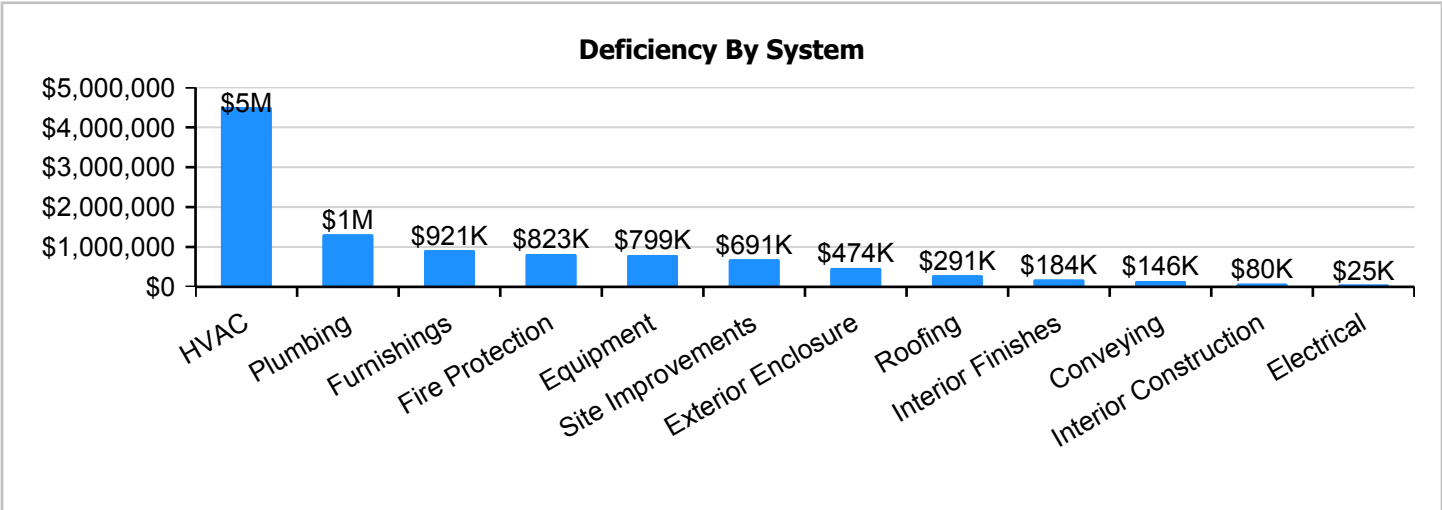 Deficiency By System
$5,000,000
$4,000,000
$3,000,000
$2,000,000
$1,000,000
$0
$5M
$1M
$921K
$823K
$799K
$691K
$474K
$291K
$184K
$146K
$80K
$25K
HVAC
Plumbing
Furnishings
Fire Protection
Equipment
Site Improvements
Exterior Enclosure
Roofing
Interior Finishes
Conveying
Interior Construction
Electrical